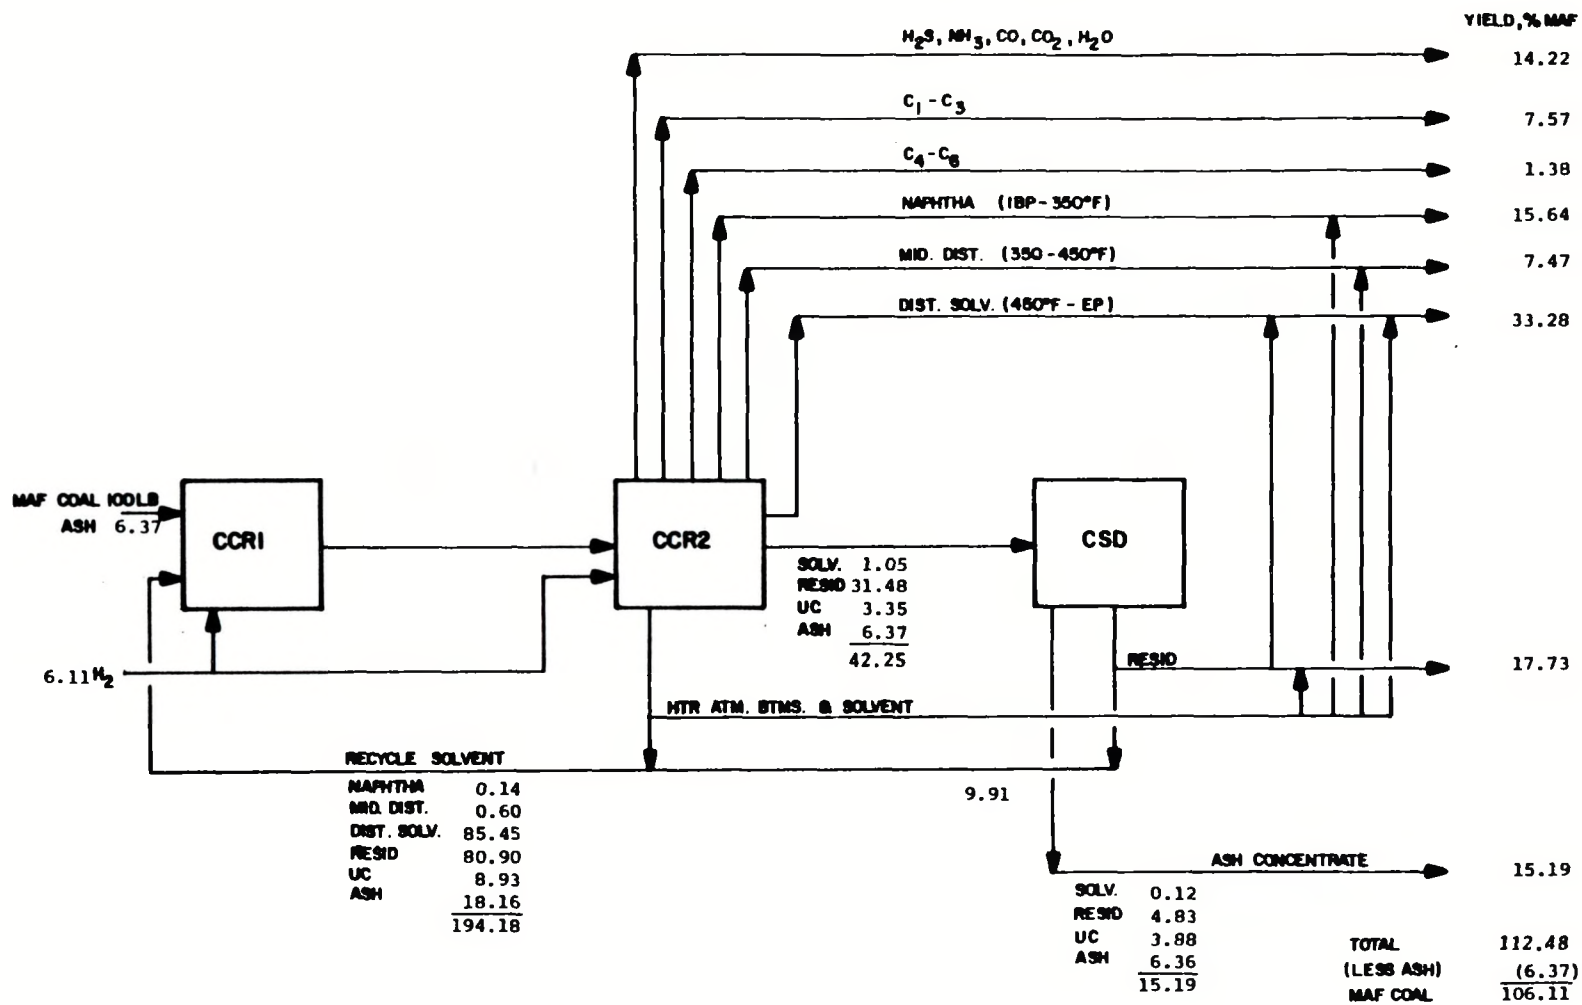 YIELD, % MAF
H2S, NH3, CO, CO2, H2O 14.22
C1-C3 7.57
C4-C6 1.38
NAPHTHA (IBP-350°F) 15.64
MID. DIST. (350-450°F) 7.47
DIST. SOLV. (450°F-EP) 33.28
MAF COAL 100LB
ASH 6.37
CCR1
CCR2
CSD
SOLV. 1.05
RESID 31.48
UC 3.35
ASH 6.37
42.25
6.11 H2
RESID 17.73
HTR ATM. BTMS. & SOLVENT
RECYCLE SOLVENT
NAPHTHA 0.14
MID. DIST. 0.60
DIST. SOLV. 85.45
RESID 80.90
UC 8.93
ASH 18.16
194.18
9.91
ASH CONCENTRATE 15.19
SOLV. 0.12
RESID 4.83
UC 3.88
ASH 6.36
15.19
TOTAL 112.48
(LESS ASH) (6.37)
MAF COAL 106.11